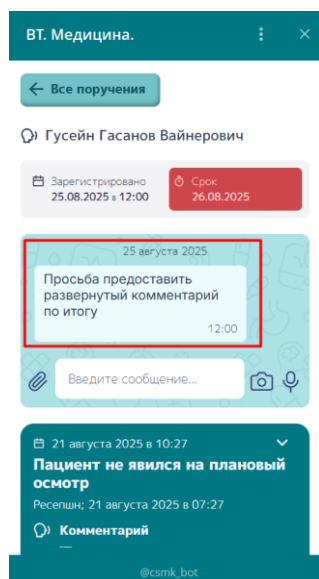 ВТ. Медицина.
Все поручения
Гусейн Гасанов Вайнерович
Зарегистрировано
25.08.2025 в 12:00
Срок
26.08.2025
25 августа 2025
Просьба предоставить
развернутый комментарий
по итогу
12:00
Введите сообщение...
21 августа 2025 в 10:27
Пациент не явился на плановый
осмотр
Ресепшн; 21 августа 2025 в 07:27
Комментарий
@csmk_bot